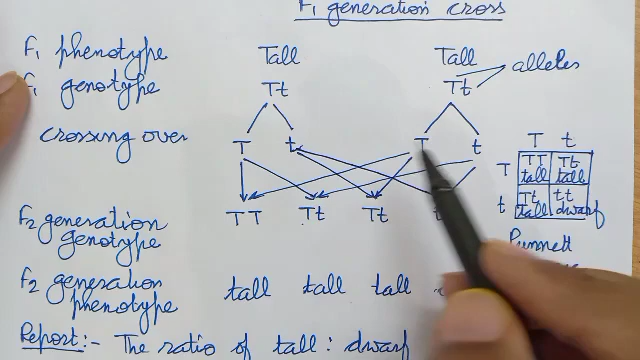 F₁ generation cross
F₁ phenotype Tall Tall
alleles
F₁ genotype Tt Tt
crossing over T t T t
T t
T TT Tt
tall tall
t Tt tt
tall dwarf
F₂ generation TT Tt Tt
genotype
Punnett
F₂ generation tall tall tall
phenotype
Report:- The ratio of tall : dwarf